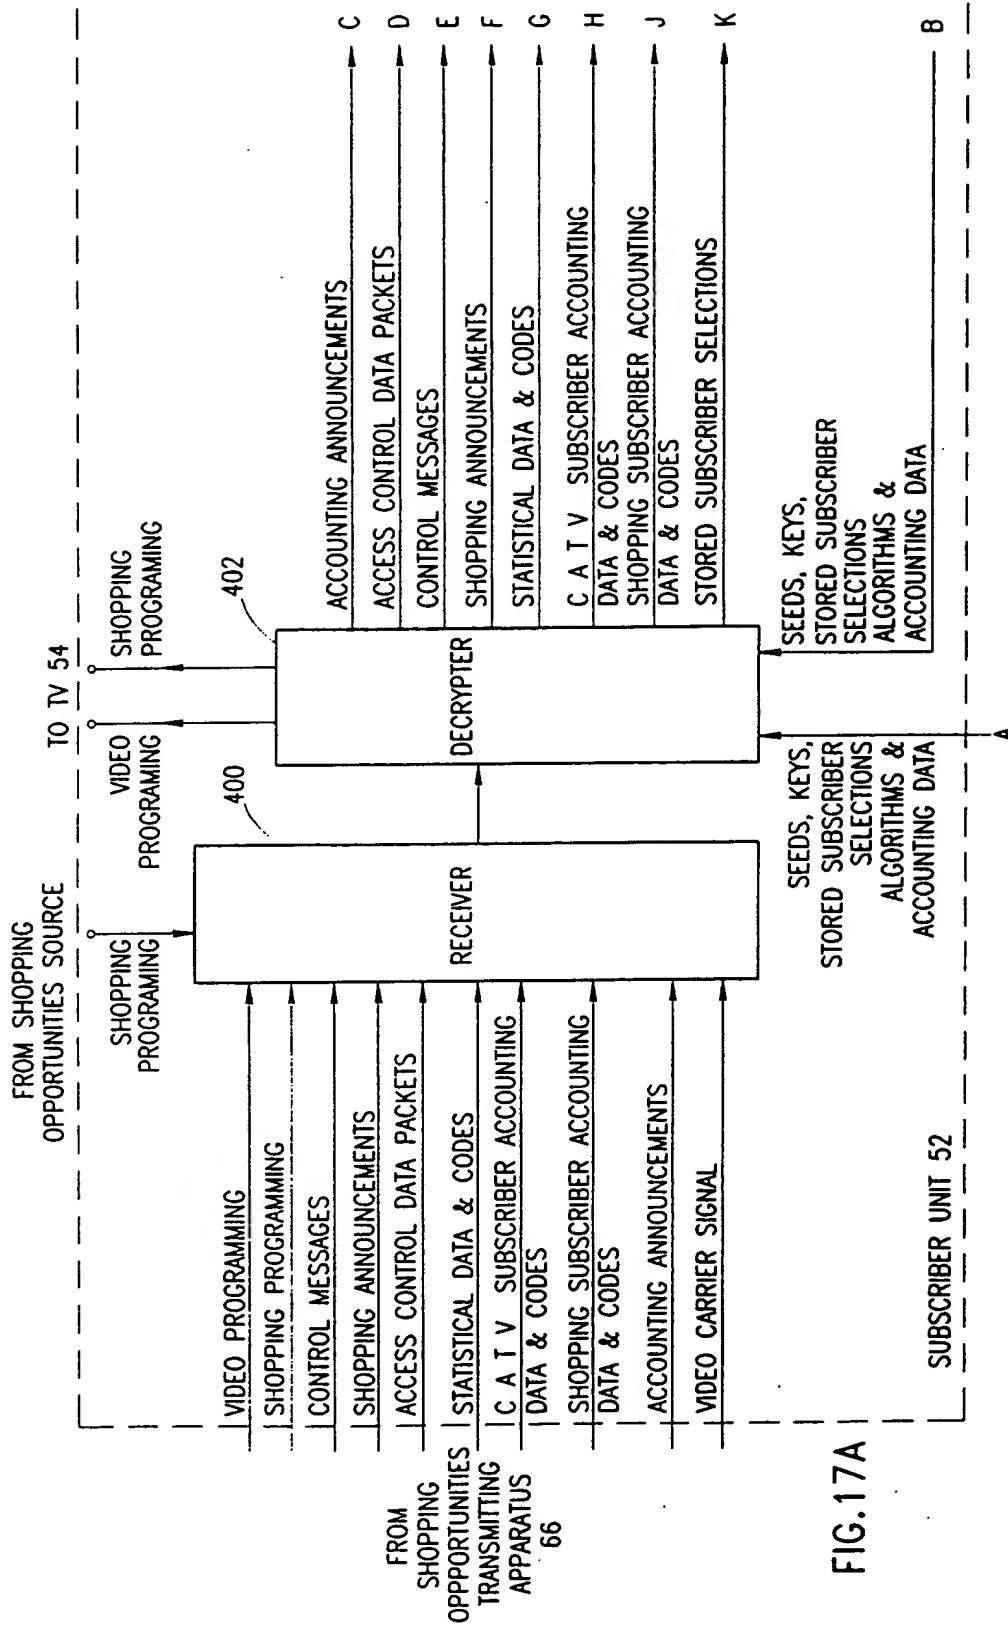 FROM SHOPPING
OPPORTUNITIES SOURCE
TO TV 54
SHOPPING
PROGRAMING
VIDEO
PROGRAMING
SHOPPING
PROGRAMING
400
402
RECEIVER
DECRYPTER
VIDEO PROGRAMMING
SHOPPING PROGRAMMING
CONTROL MESSAGES
SHOPPING ANNOUNCEMENTS
ACCESS CONTROL DATA PACKETS
STATISTICAL DATA & CODES
C A T V SUBSCRIBER ACCOUNTING
DATA & CODES
SHOPPING SUBSCRIBER ACCOUNTING
DATA & CODES
ACCOUNTING ANNOUNCEMENTS
VIDEO CARRIER SIGNAL
FROM
SHOPPING
OPPPORTUNITIES
TRANSMITTING
APPARATUS
66
ACCOUNTING ANNOUNCEMENTS
C
ACCESS CONTROL DATA PACKETS
D
CONTROL MESSAGES
E
SHOPPING ANNOUNCEMENTS
F
STATISTICAL DATA & CODES
G
C A T V SUBSCRIBER ACCOUNTING
DATA & CODES
H
SHOPPING SUBSCRIBER ACCOUNTING
DATA & CODES
J
STORED SUBSCRIBER SELECTIONS
K
SEEDS, KEYS,
STORED SUBSCRIBER
SELECTIONS
ALGORITHMS &
ACCOUNTING DATA
A
SEEDS, KEYS,
STORED SUBSCRIBER
SELECTIONS
ALGORITHMS &
ACCOUNTING DATA
B
SUBSCRIBER UNIT 52
FIG.17A